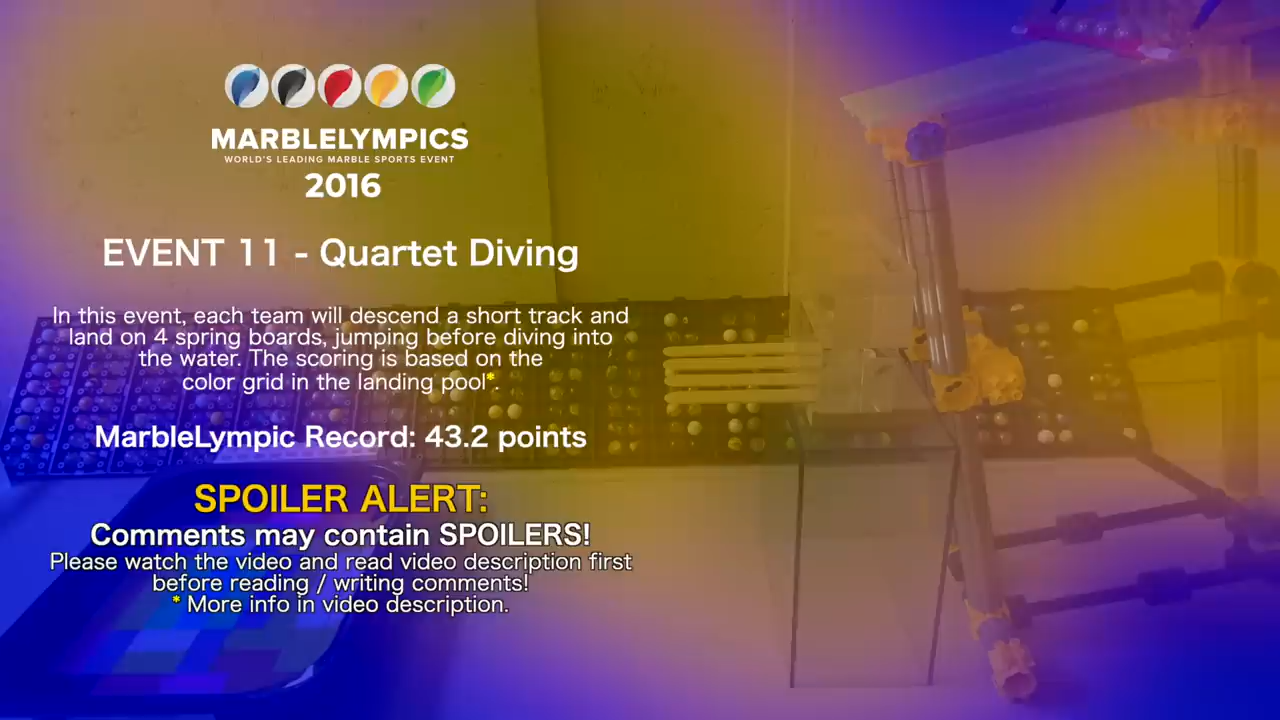 MARBLELYMPICS
WORLD'S LEADING MARBLE SPORTS EVENT
2016
EVENT 11 - Quartet Diving
In this event, each team will descend a short track and
land on 4 spring boards, jumping before diving into
the water. The scoring is based on the
color grid in the landing pool*.
MarbleLympic Record: 43.2 points
SPOILER ALERT:
Comments may contain SPOILERS!
Please watch the video and read video description first
before reading / writing comments!
* More info in video description.